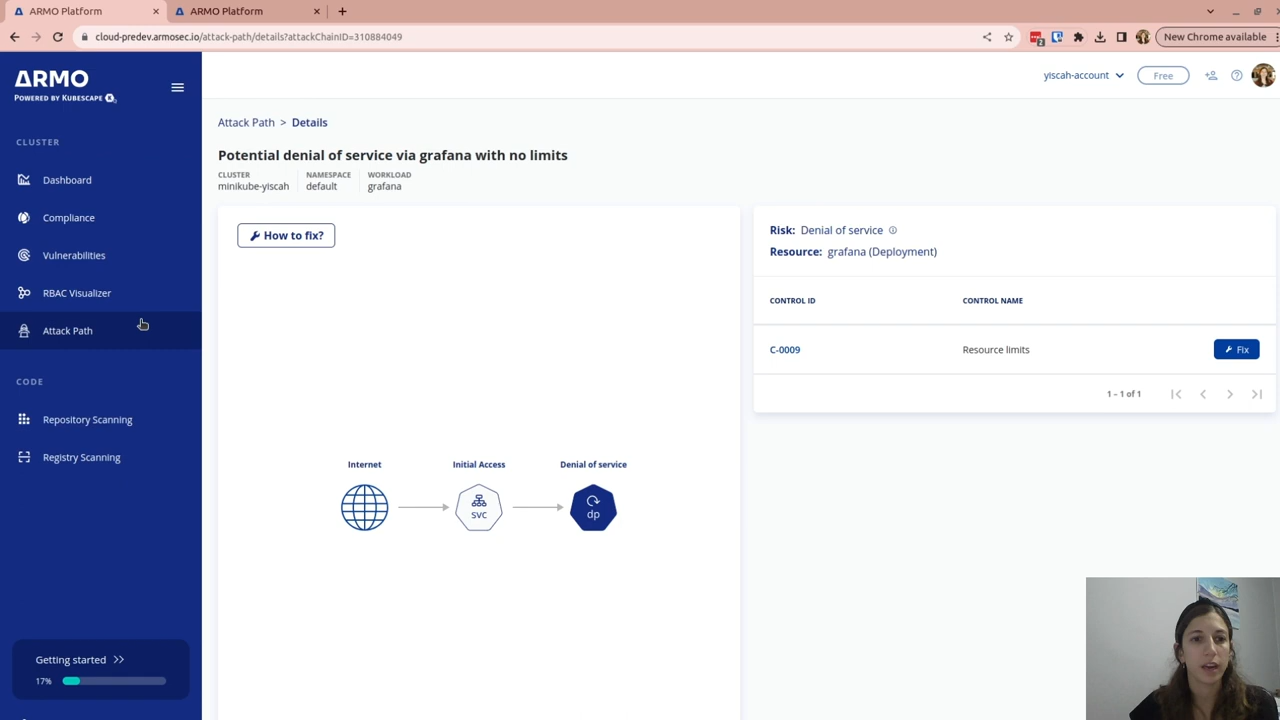 ARMO Platform
ARMO Platform
cloud-predev.armosec.io/attack-path/details?attackChainID=310884049
2
New Chrome available
ARMO
POWERED BY KUBESCAPE
yiscah-account
Free
CLUSTER
Dashboard
Compliance
Vulnerabilities
RBAC Visualizer
Attack Path
CODE
Repository Scanning
Registry Scanning
Getting started >>
17%
Attack Path > Details
Potential denial of service via grafana with no limits
CLUSTER NAMESPACE WORKLOAD
minikube-yiscah default grafana
How to fix?
Internet Initial Access Denial of service
svc dp
Risk: Denial of service
Resource: grafana (Deployment)
CONTROL ID CONTROL NAME
C-0009 Resource limits Fix
1 – 1 of 1